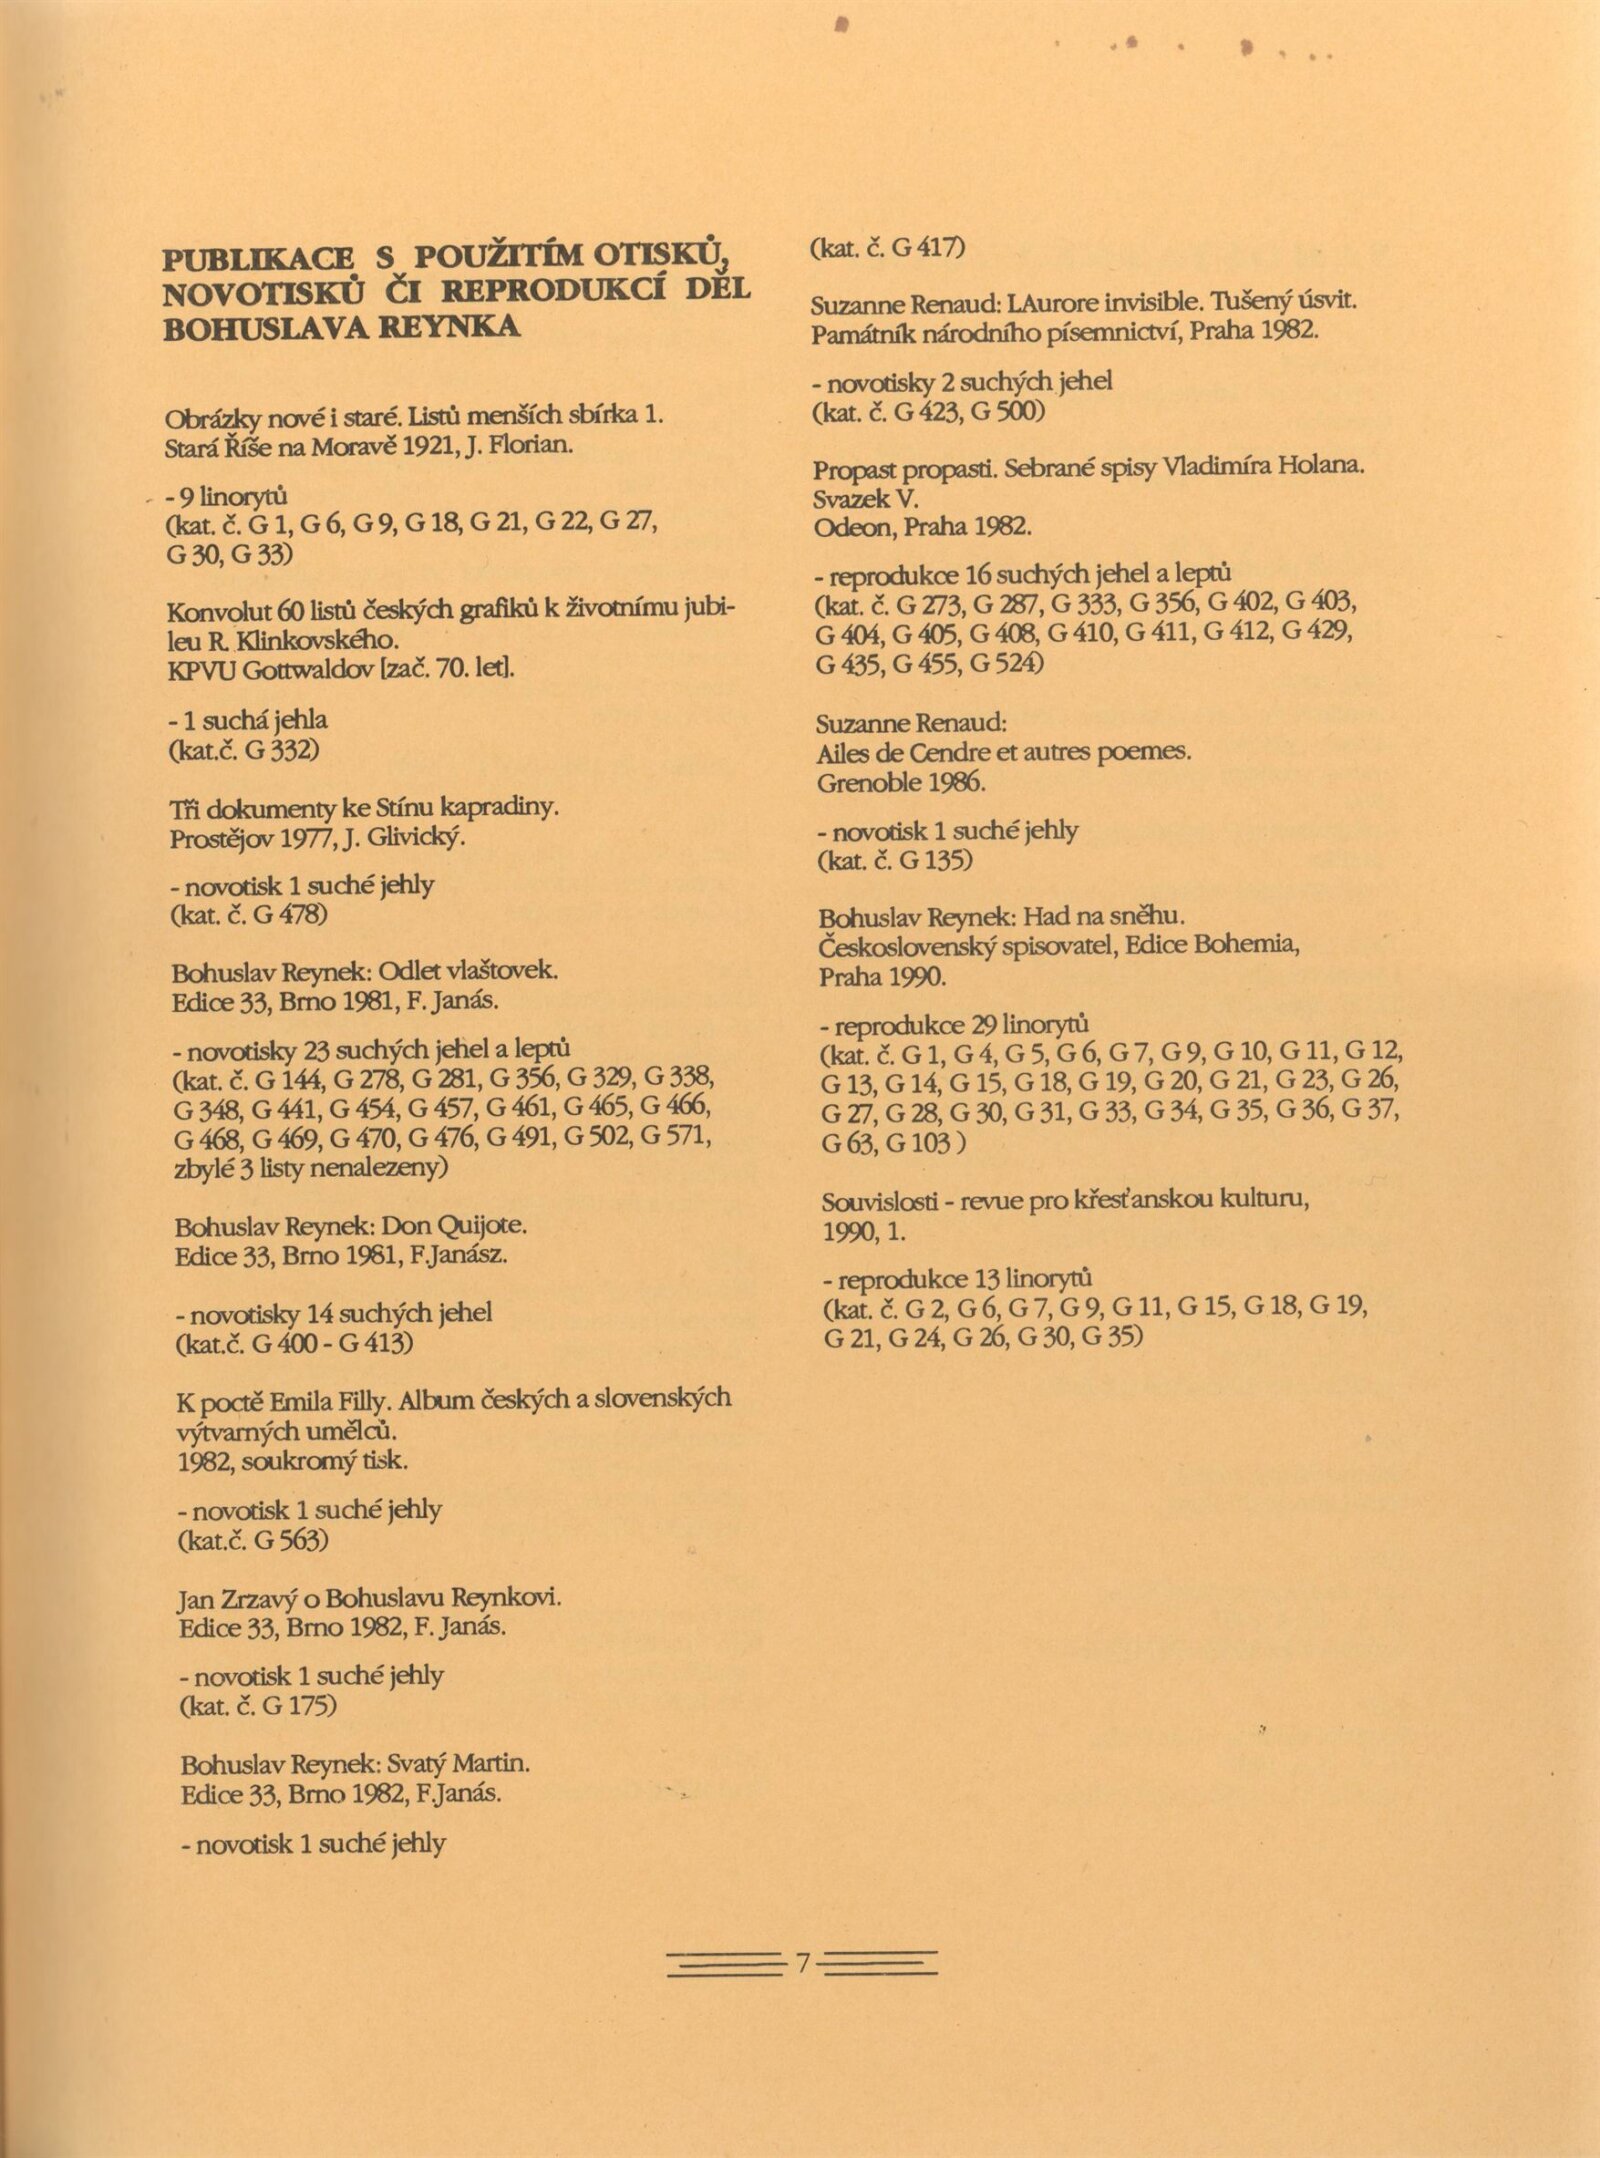 PUBLIKACE S POUŽITÍM OTISKŮ,
NOVOTISKŮ ČI REPRODUKCÍ DĚL
BOHUSLAVA REYNKA
Obrázky nové i staré. Listů menších sbírka 1.
Stará Říše na Moravě 1921, J. Florian.
- 9 linorytů
(kat. č. G 1, G 6, G 9, G 18, G 21, G 22, G 27,
G 30, G 33)
Konvolut 60 listů českých grafiků k životnímu jubi-
leu R. Klinkovského.
KPVU Gottwaldov [zač. 70. let].
- 1 suchá jehla
(kat.č. G 332)
Tři dokumenty ke Stínu kapradiny.
Prostějov 1977, J. Glivický.
- novotisk 1 suché jehly
(kat. č. G 478)
Bohuslav Reynek: Odlet vlaštovek.
Edice 33, Brno 1981, F. Janás.
- novotisky 23 suchých jehel a leptů
(kat. č. G 144, G 278, G 281, G 356, G 329, G 338,
G 348, G 441, G 454, G 457, G 461, G 465, G 466,
G 468, G 469, G 470, G 476, G 491, G 502, G 571,
zbylé 3 listy nenalezeny)
Bohuslav Reynek: Don Quijote.
Edice 33, Brno 1981, F.Janász.
- novotisky 14 suchých jehel
(kat.č. G 400 - G 413)
K poctě Emila Filly. Album českých a slovenských
výtvarných umělců.
1982, soukromý tisk.
- novotisk 1 suché jehly
(kat.č. G 563)
Jan Zrzavý o Bohuslavu Reynkovi.
Edice 33, Brno 1982, F. Janás.
- novotisk 1 suché jehly
(kat. č. G 175)
Bohuslav Reynek: Svatý Martin.
Edice 33, Brno 1982, F.Janás.
- novotisk 1 suché jehly
(kat. č. G 417)
Suzanne Renaud: LAurore invisible. Tušený úsvit.
Památník národního písemnictví, Praha 1982.
- novotisky 2 suchých jehel
(kat. č. G 423, G 500)
Propast propasti. Sebrané spisy Vladimíra Holana.
Svazek V.
Odeon, Praha 1982.
- reprodukce 16 suchých jehel a leptů
(kat. č. G 273, G 287, G 333, G 356, G 402, G 403,
G 404, G 405, G 408, G 410, G 411, G 412, G 429,
G 435, G 455, G 524)
Suzanne Renaud:
Ailes de Cendre et autres poemes.
Grenoble 1986.
- novotisk 1 suché jehly
(kat. č. G 135)
Bohuslav Reynek: Had na sněhu.
Československý spisovatel, Edice Bohemia,
Praha 1990.
- reprodukce 29 linorytů
(kat. č. G 1, G 4, G 5, G 6, G 7, G 9, G 10, G 11, G 12,
G 13, G 14, G 15, G 18, G 19, G 20, G 21, G 23, G 26,
G 27, G 28, G 30, G 31, G 33, G 34, G 35, G 36, G 37,
G 63, G 103 )
Souvislosti - revue pro křesťanskou kulturu,
1990, 1.
- reprodukce 13 linorytů
(kat. č. G 2, G 6, G 7, G 9, G 11, G 15, G 18, G 19,
G 21, G 24, G 26, G 30, G 35)
7